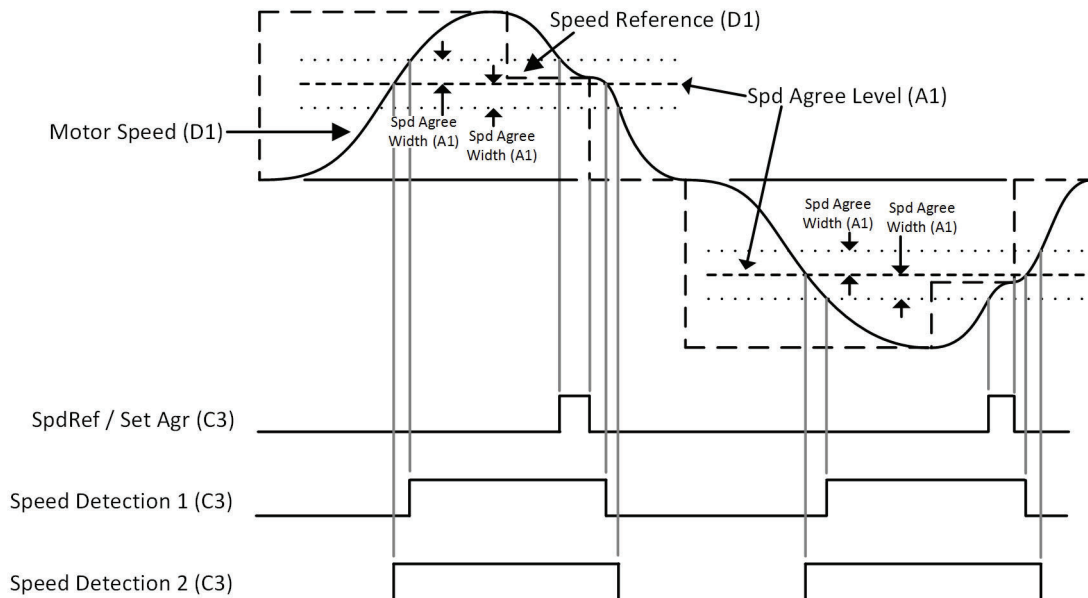 Speed Reference (D1)
Spd Agree Level (A1)
Motor Speed (D1)
Spd Agree
Width (A1)
Spd Agree
Width (A1)
Spd Agree
Width (A1)
Spd Agree
Width (A1)
SpdRef / Set Agr (C3)
Speed Detection 1 (C3)
Speed Detection 2 (C3)